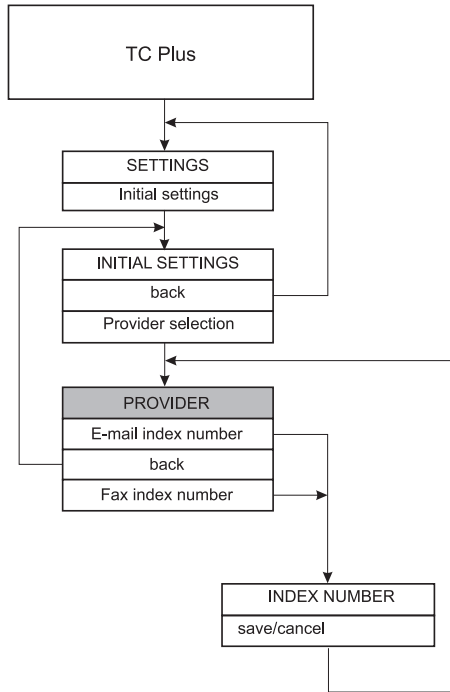 TC Plus
SETTINGS
Initial settings
INITIAL SETTINGS
back
Provider selection
PROVIDER
E-mail index number
back
Fax index number
INDEX NUMBER
save/cancel